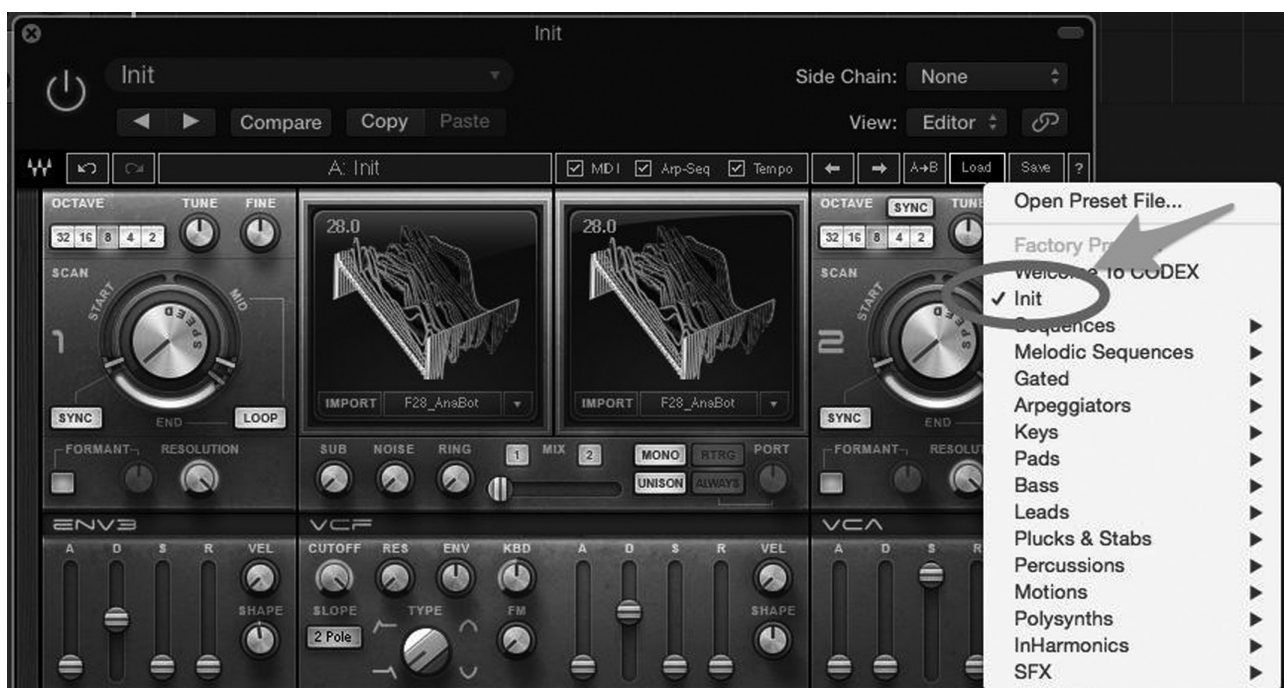 Init
Init
Side Chain: None
Compare Copy Paste
View: Editor
A: Init
MIDI Arp-Seq Tempo
A→B Load Save ?
OCTAVE TUNE FINE
32 16 8 4 2
SCAN
START
MID
SPEED
1
END
SYNC LOOP
FORMANT RESOLUTION
28.0
IMPORT F28_AnaBot
28.0
IMPORT F28_AnaBot
SUB NOISE RING
1 MIX 2
MONO RTRG PORT
UNISON ALWAYS
OCTAVE SYNC
32 16 8 4 2
SCAN
START
2
SYNC END
FORMANT
ENV3
A D S R VEL
SHAPE
VCF
CUTOFF RES ENV KBD A D S R VEL
SLOPE TYPE FM SHAPE
2 Pole
VCA
A D S
Open Preset File...
Welcome To CODEX
✓ Init
Sequences
Melodic Sequences
Gated
Arpeggiators
Keys
Pads
Bass
Leads
Plucks & Stabs
Percussions
Motions
Polysynths
InHarmonics
SFX